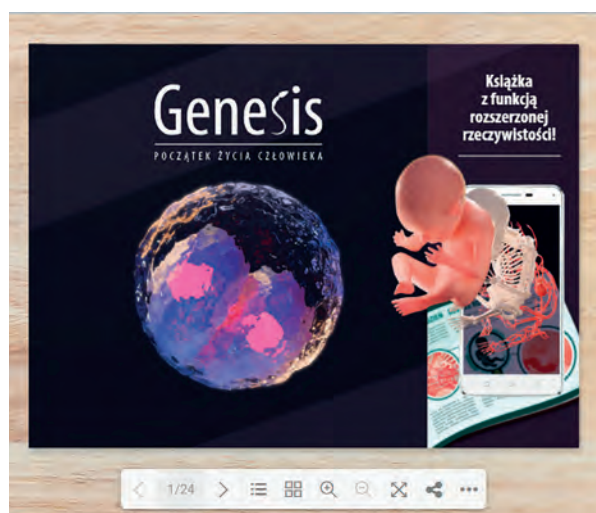 Genesis
POCZĄTEK ŻYCIA CZŁOWIEKA
Książka
z funkcją
rozszerzonej
rzeczywistości!
1/24